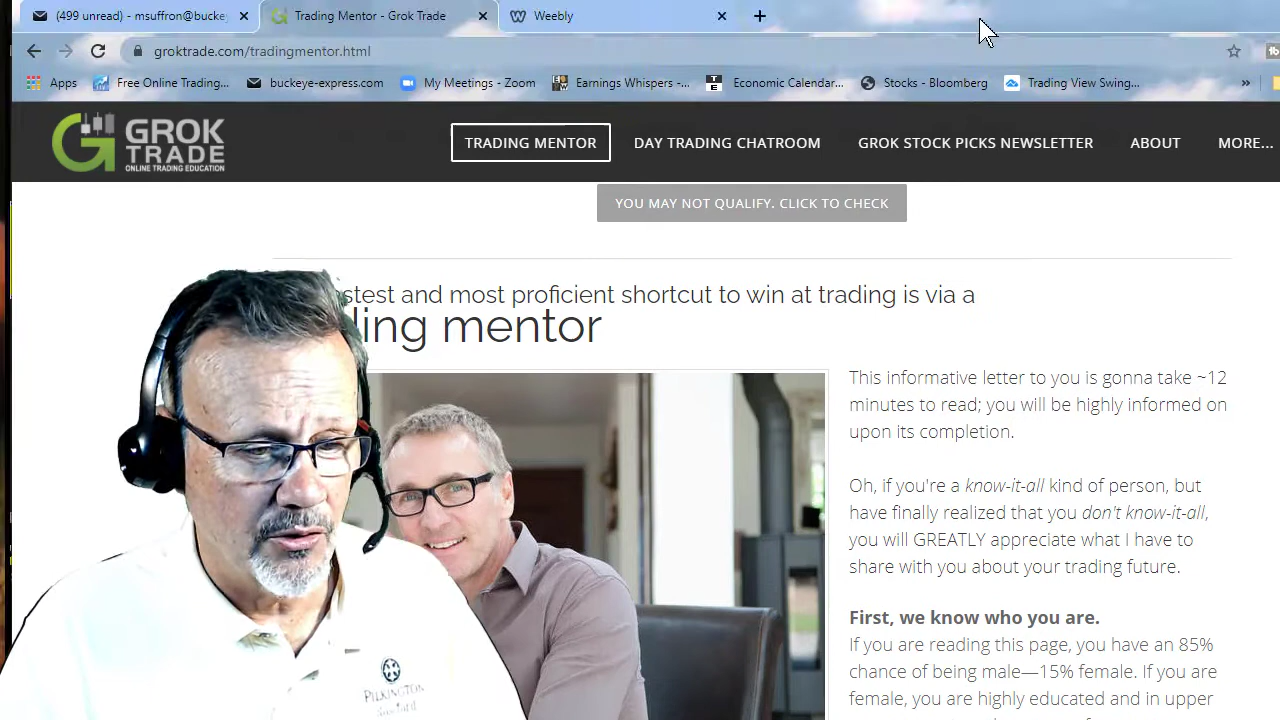 (499 unread) - msuffron@bucke
Trading Mentor - Grok Trade
Weebly
groktrade.com/tradingmentor.html
Apps
Free Online Trading...
buckeye-express.com
My Meetings - Zoom
Earnings Whispers -...
Economic Calendar...
Stocks - Bloomberg
Trading View Swing...
»
GROK
TRADE
ONLINE TRADING EDUCATION
TRADING MENTOR
DAY TRADING CHATROOM
GROK STOCK PICKS NEWSLETTER
ABOUT
MORE...
YOU MAY NOT QUALIFY. CLICK TO CHECK
stest and most proficient shortcut to win at trading is via a
ding mentor
This informative letter to you is gonna take ~12
minutes to read; you will be highly informed on
upon its completion.
Oh, if you're a know-it-all kind of person, but
have finally realized that you don't know-it-all,
you will GREATLY appreciate what I have to
share with you about your trading future.
First, we know who you are.
If you are reading this page, you have an 85%
chance of being male—15% female. If you are
female, you are highly educated and in upper
PILKINGTON